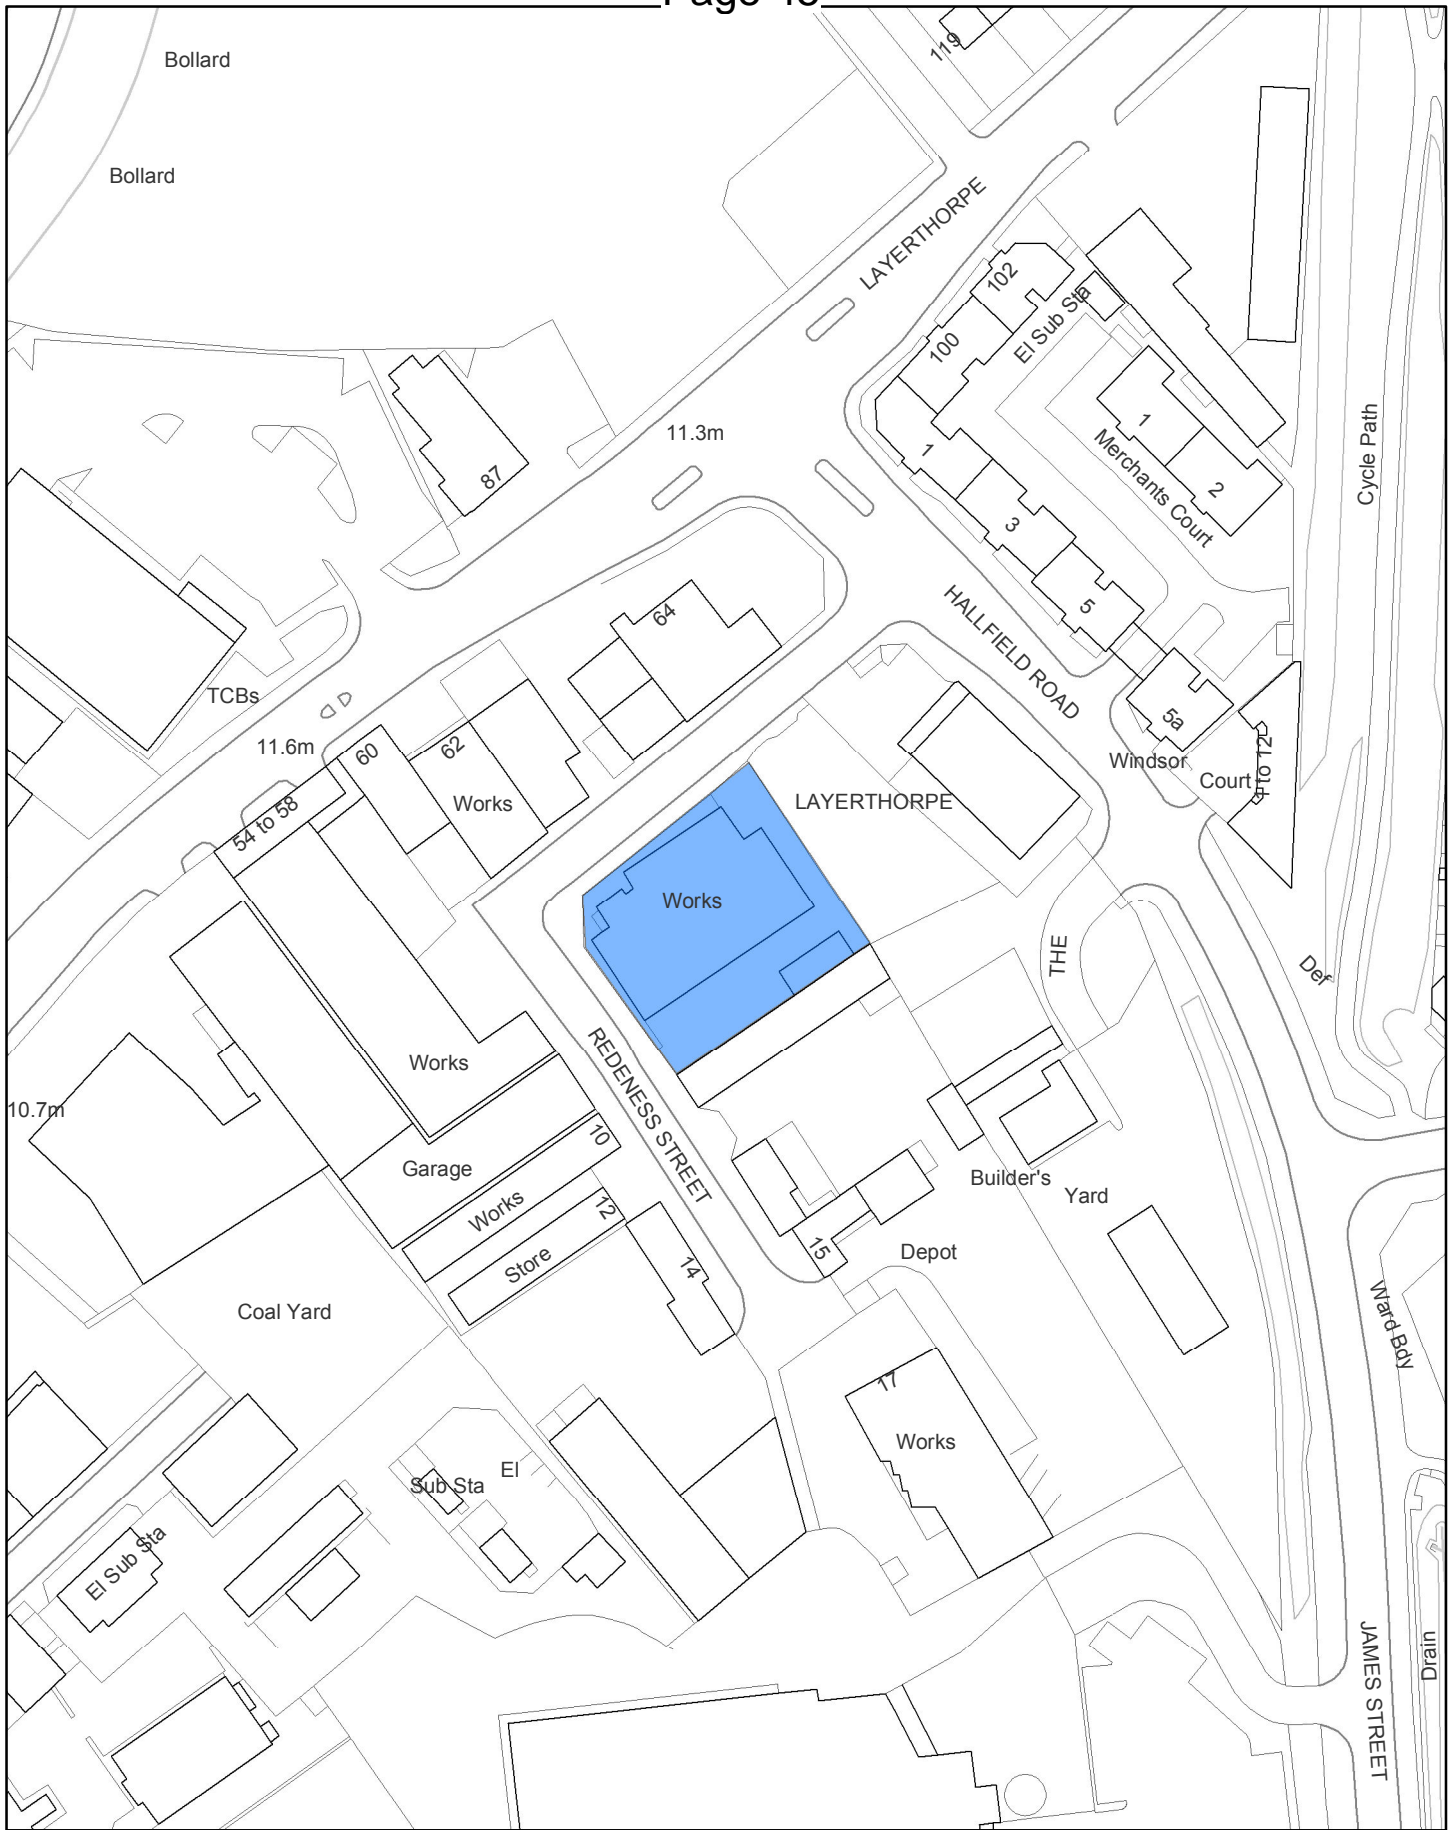 Bollard
119
Bollard
LAYERTHORPE
102
El Sub Sta
100
11.3m
1
Merchants Court
2
Cycle Path
1
87
3
5
64
HALLFIELD ROAD
TCBs
11.6m
60
62
5a
Windsor
Court
1 to 12
54 to 58
Works
LAYERTHORPE
Works
THE
Def
REDENESS STREET
Works
10.7m
Garage
10
Works
12
Store
14
15
Builder's
Yard
Depot
Coal Yard
Ward Bdy
17
Works
El
Sub Sta
El Sub Sta
JAMES STREET
Drain